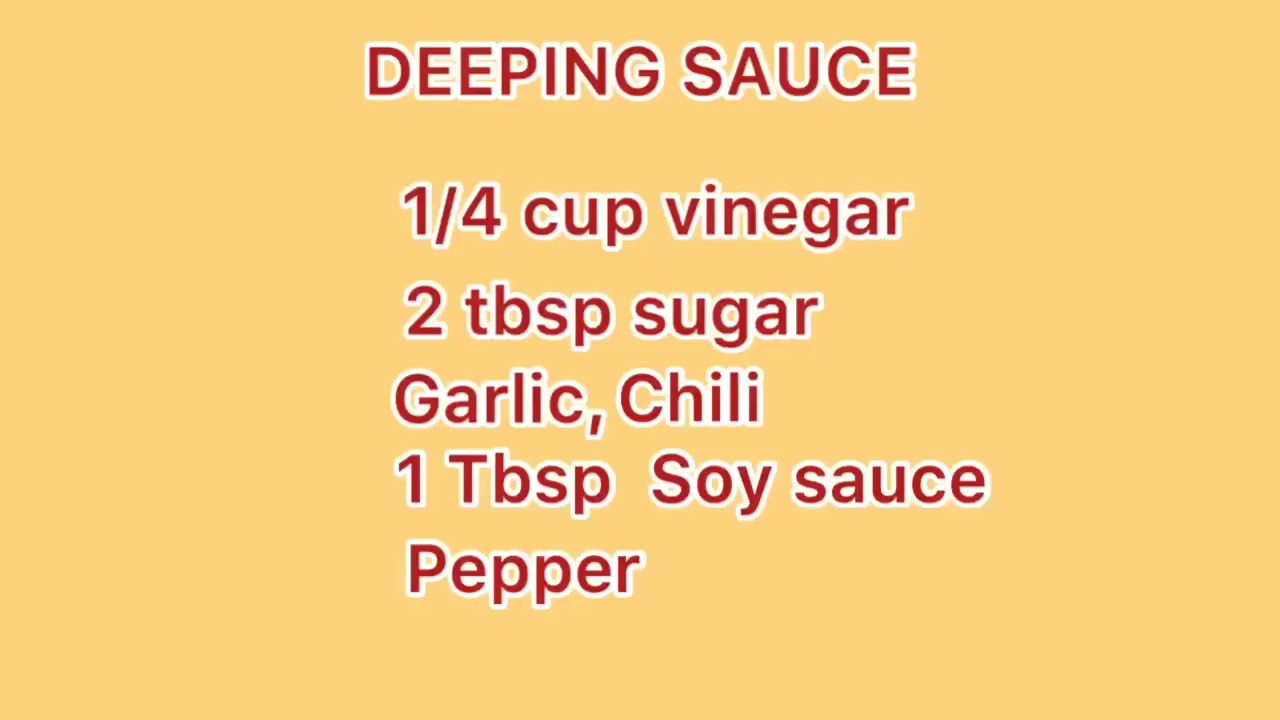 DEEPING SAUCE
1/4 cup vinegar
2 tbsp sugar
Garlic, Chili
1 Tbsp Soy sauce
Pepper